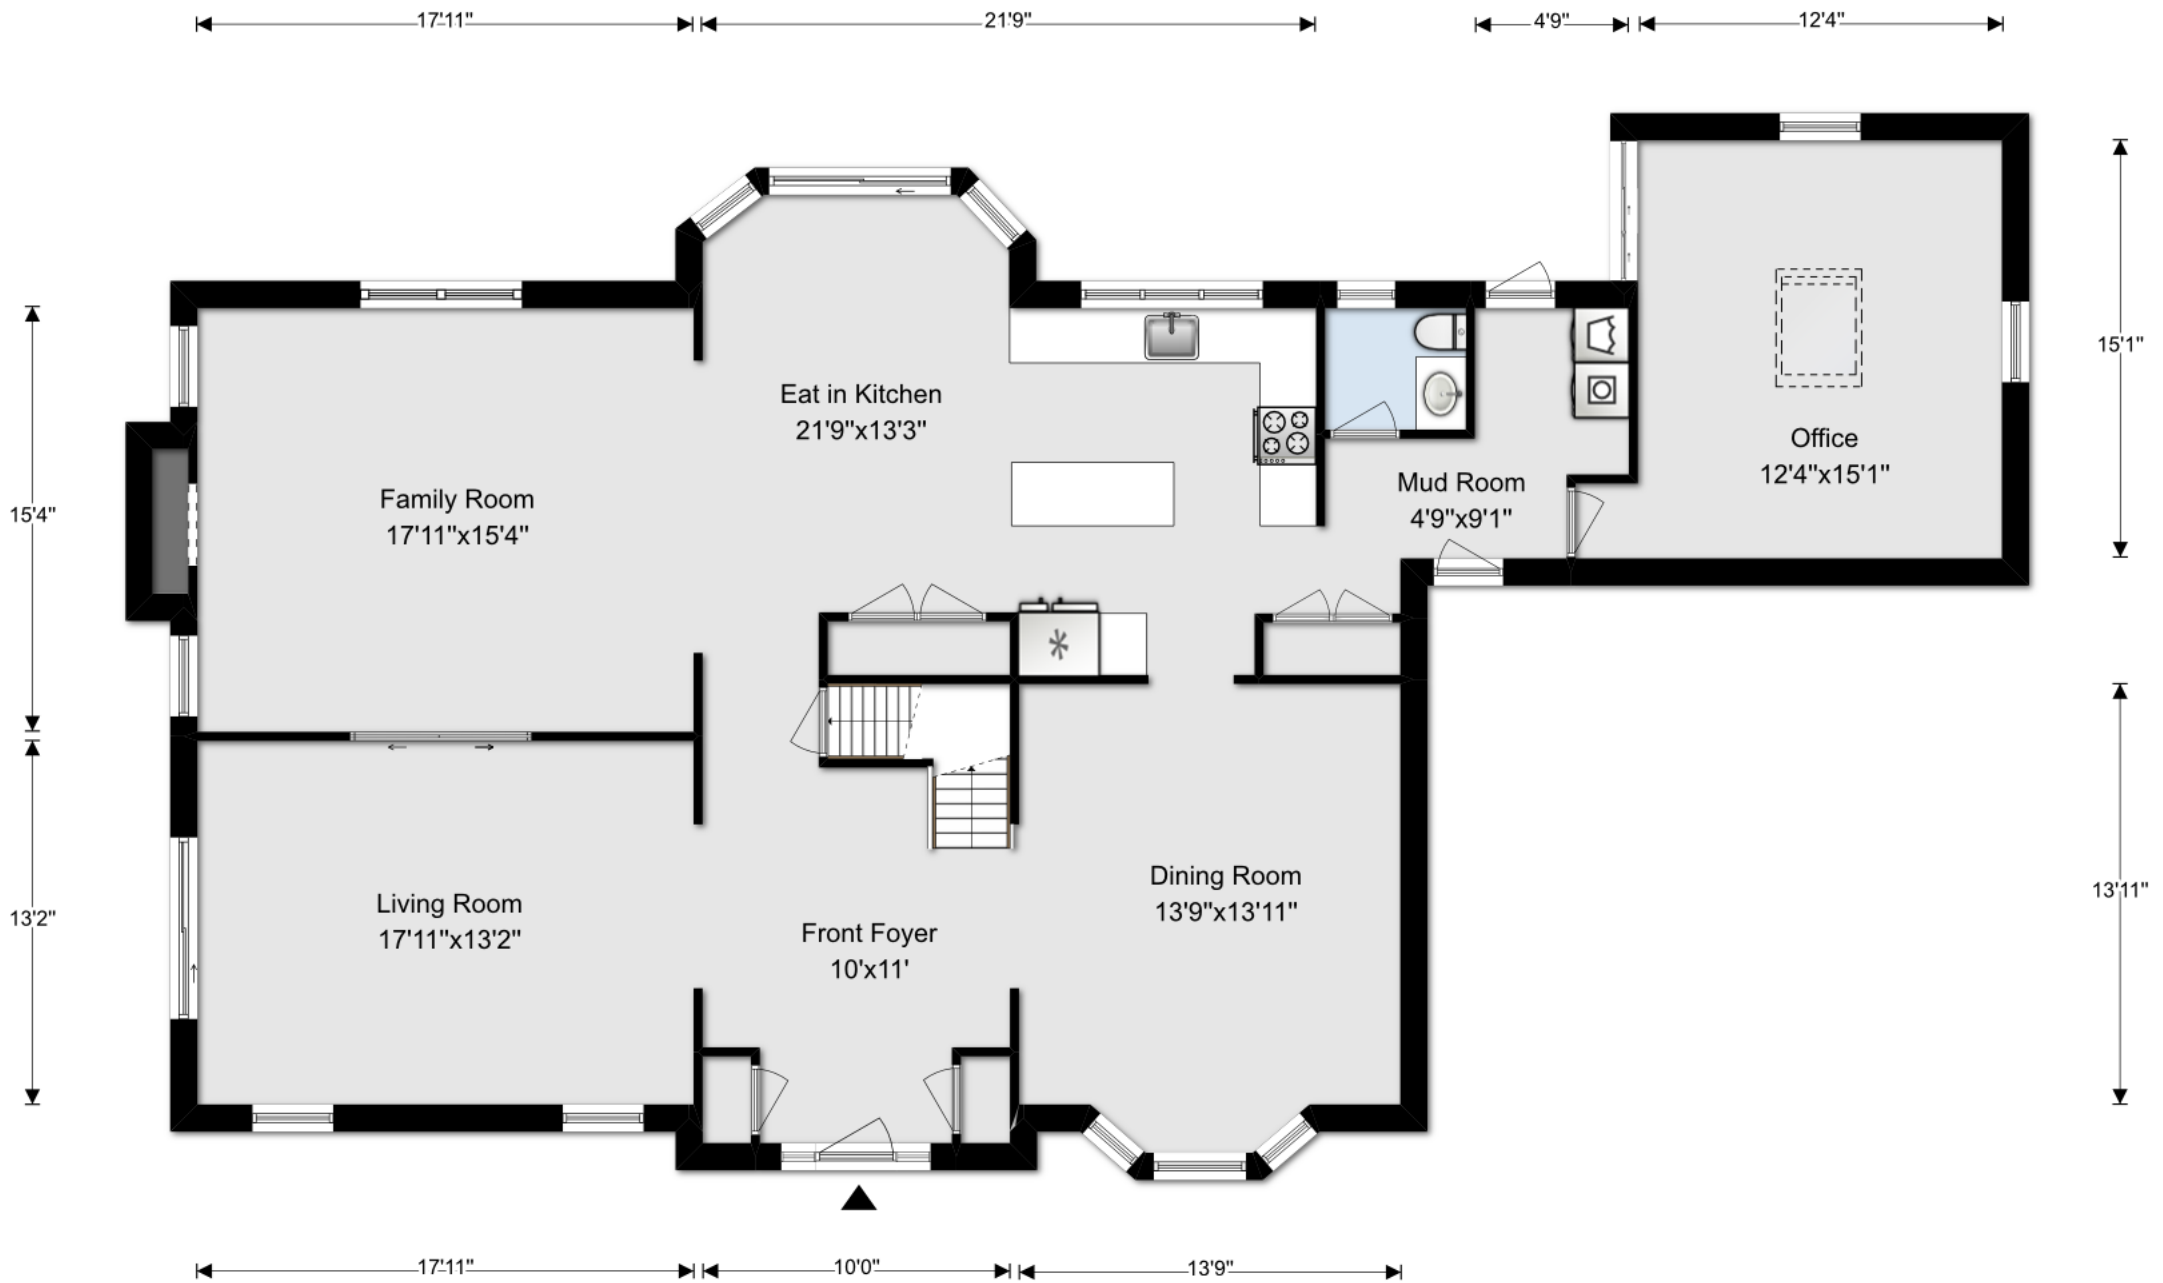 17'11"
21'9"
4'9"
12'4"
Eat in Kitchen
21'9"x13'3"
Family Room
17'11"x15'4"
Mud Room
4'9"x9'1"
Office
12'4"x15'1"
15'1"
15'4"
Living Room
17'11"x13'2"
Front Foyer
10'x11'
Dining Room
13'9"x13'11"
13'2"
13'11"
17'11"
10'0"
13'9"